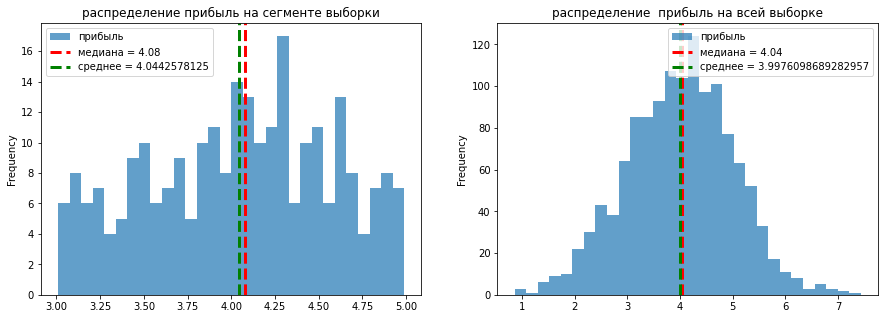 распределение прибыль на сегменте выборки
прибыль
медиана = 4.08
среднее = 4.0442578125
Frequency
16
14
12
10
8
6
4
2
0
3.00 3.25 3.50 3.75 4.00 4.25 4.50 4.75 5.00
распределение  прибыль на всей выборке
прибыль
медиана = 4.04
среднее = 3.9976098689282957
Frequency
120
100
80
60
40
20
0
1 2 3 4 5 6 7